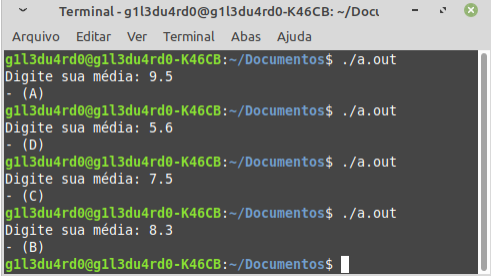 Terminal - g1l3du4rd0@g1l3du4rd0-K46CB: ~/Docu
Arquivo Editar Ver Terminal Abas Ajuda
g1l3du4rd0@g1l3du4rd0-K46CB:~/Documentos$ ./a.out
Digite sua média: 9.5
- (A)
g1l3du4rd0@g1l3du4rd0-K46CB:~/Documentos$ ./a.out
Digite sua média: 5.6
- (D)
g1l3du4rd0@g1l3du4rd0-K46CB:~/Documentos$ ./a.out
Digite sua média: 7.5
- (C)
g1l3du4rd0@g1l3du4rd0-K46CB:~/Documentos$ ./a.out
Digite sua média: 8.3
- (B)
g1l3du4rd0@g1l3du4rd0-K46CB:~/Documentos$